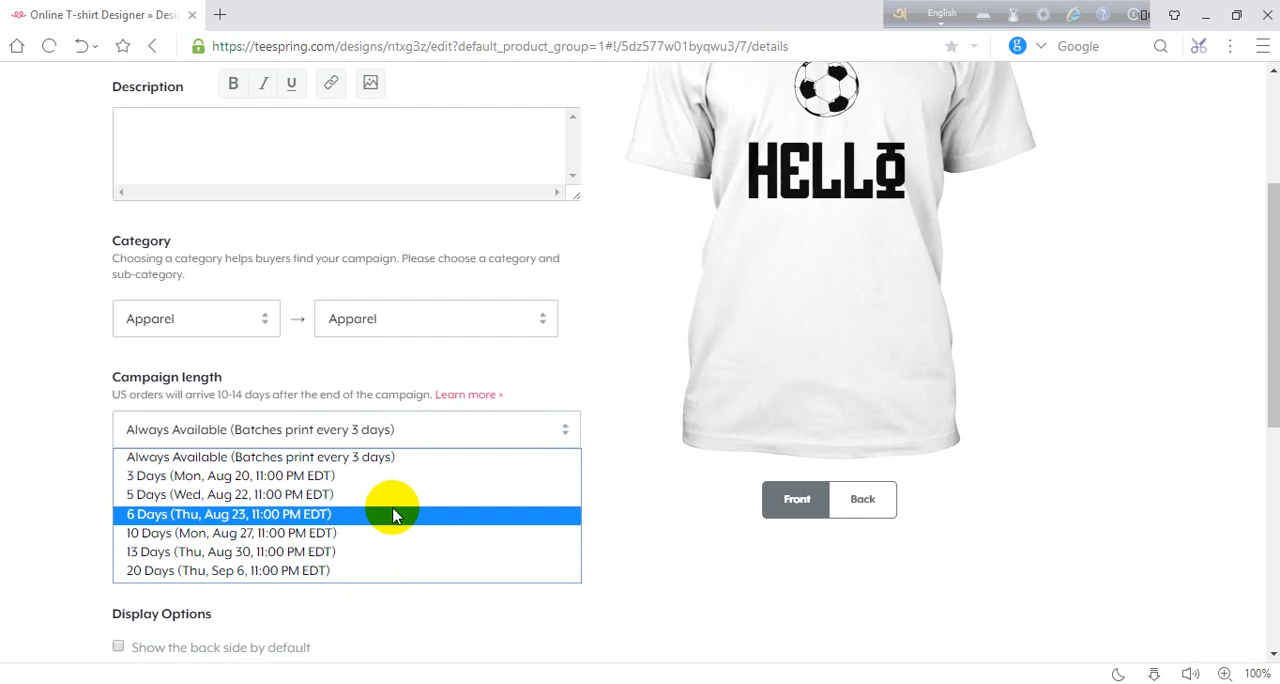 Online T-shirt Designer » Desi
English
https://teespring.com/designs/ntxg3z/edit?default_product_group=1#!/5dz577w01byqwu3/7/details
Google
Description
B I U
HELLO
Category
Choosing a category helps buyers find your campaign. Please choose a category and
sub-category.
Apparel → Apparel
Campaign length
US orders will arrive 10-14 days after the end of the campaign. Learn more »
Always Available (Batches print every 3 days)
Always Available (Batches print every 3 days)
3 Days (Mon, Aug 20, 11:00 PM EDT)
5 Days (Wed, Aug 22, 11:00 PM EDT)
6 Days (Thu, Aug 23, 11:00 PM EDT)
10 Days (Mon, Aug 27, 11:00 PM EDT)
13 Days (Thu, Aug 30, 11:00 PM EDT)
20 Days (Thu, Sep 6, 11:00 PM EDT)
Front Back
Display Options
Show the back side by default
100%